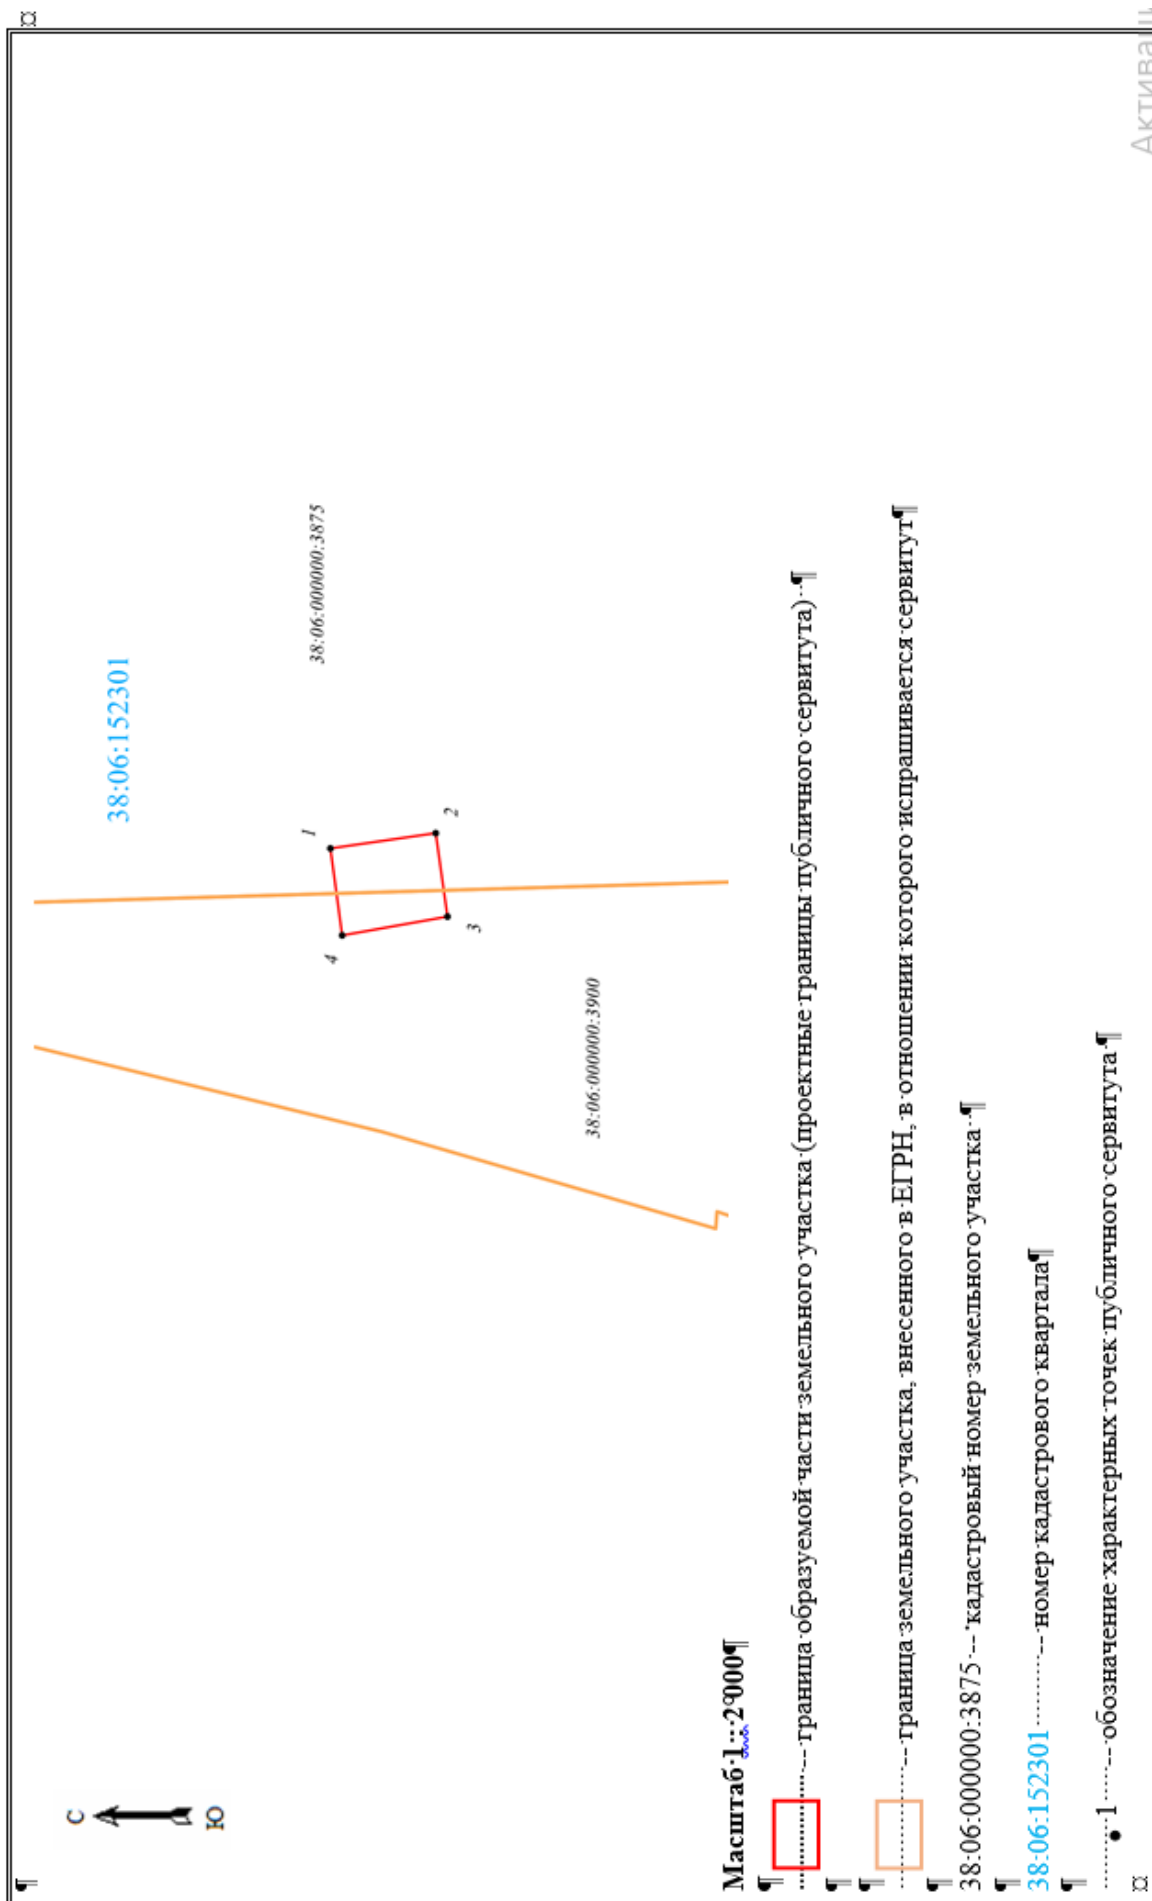 С
Ю
38:06:152301
38:06:000000:3875
1
2
3
4
38:06:000000:3900
Масштаб 1 : 2 000
– граница образуемой части земельного участка (проектные границы публичного сервитута)
– граница земельного участка, внесенного в ЕГРН, в отношении которого испрашивается сервитут
38:06:000000:3875 – кадастровый номер земельного участка
38:06:152301 – номер кадастрового квартала
● 1 – обозначение характерных точек публичного сервитута